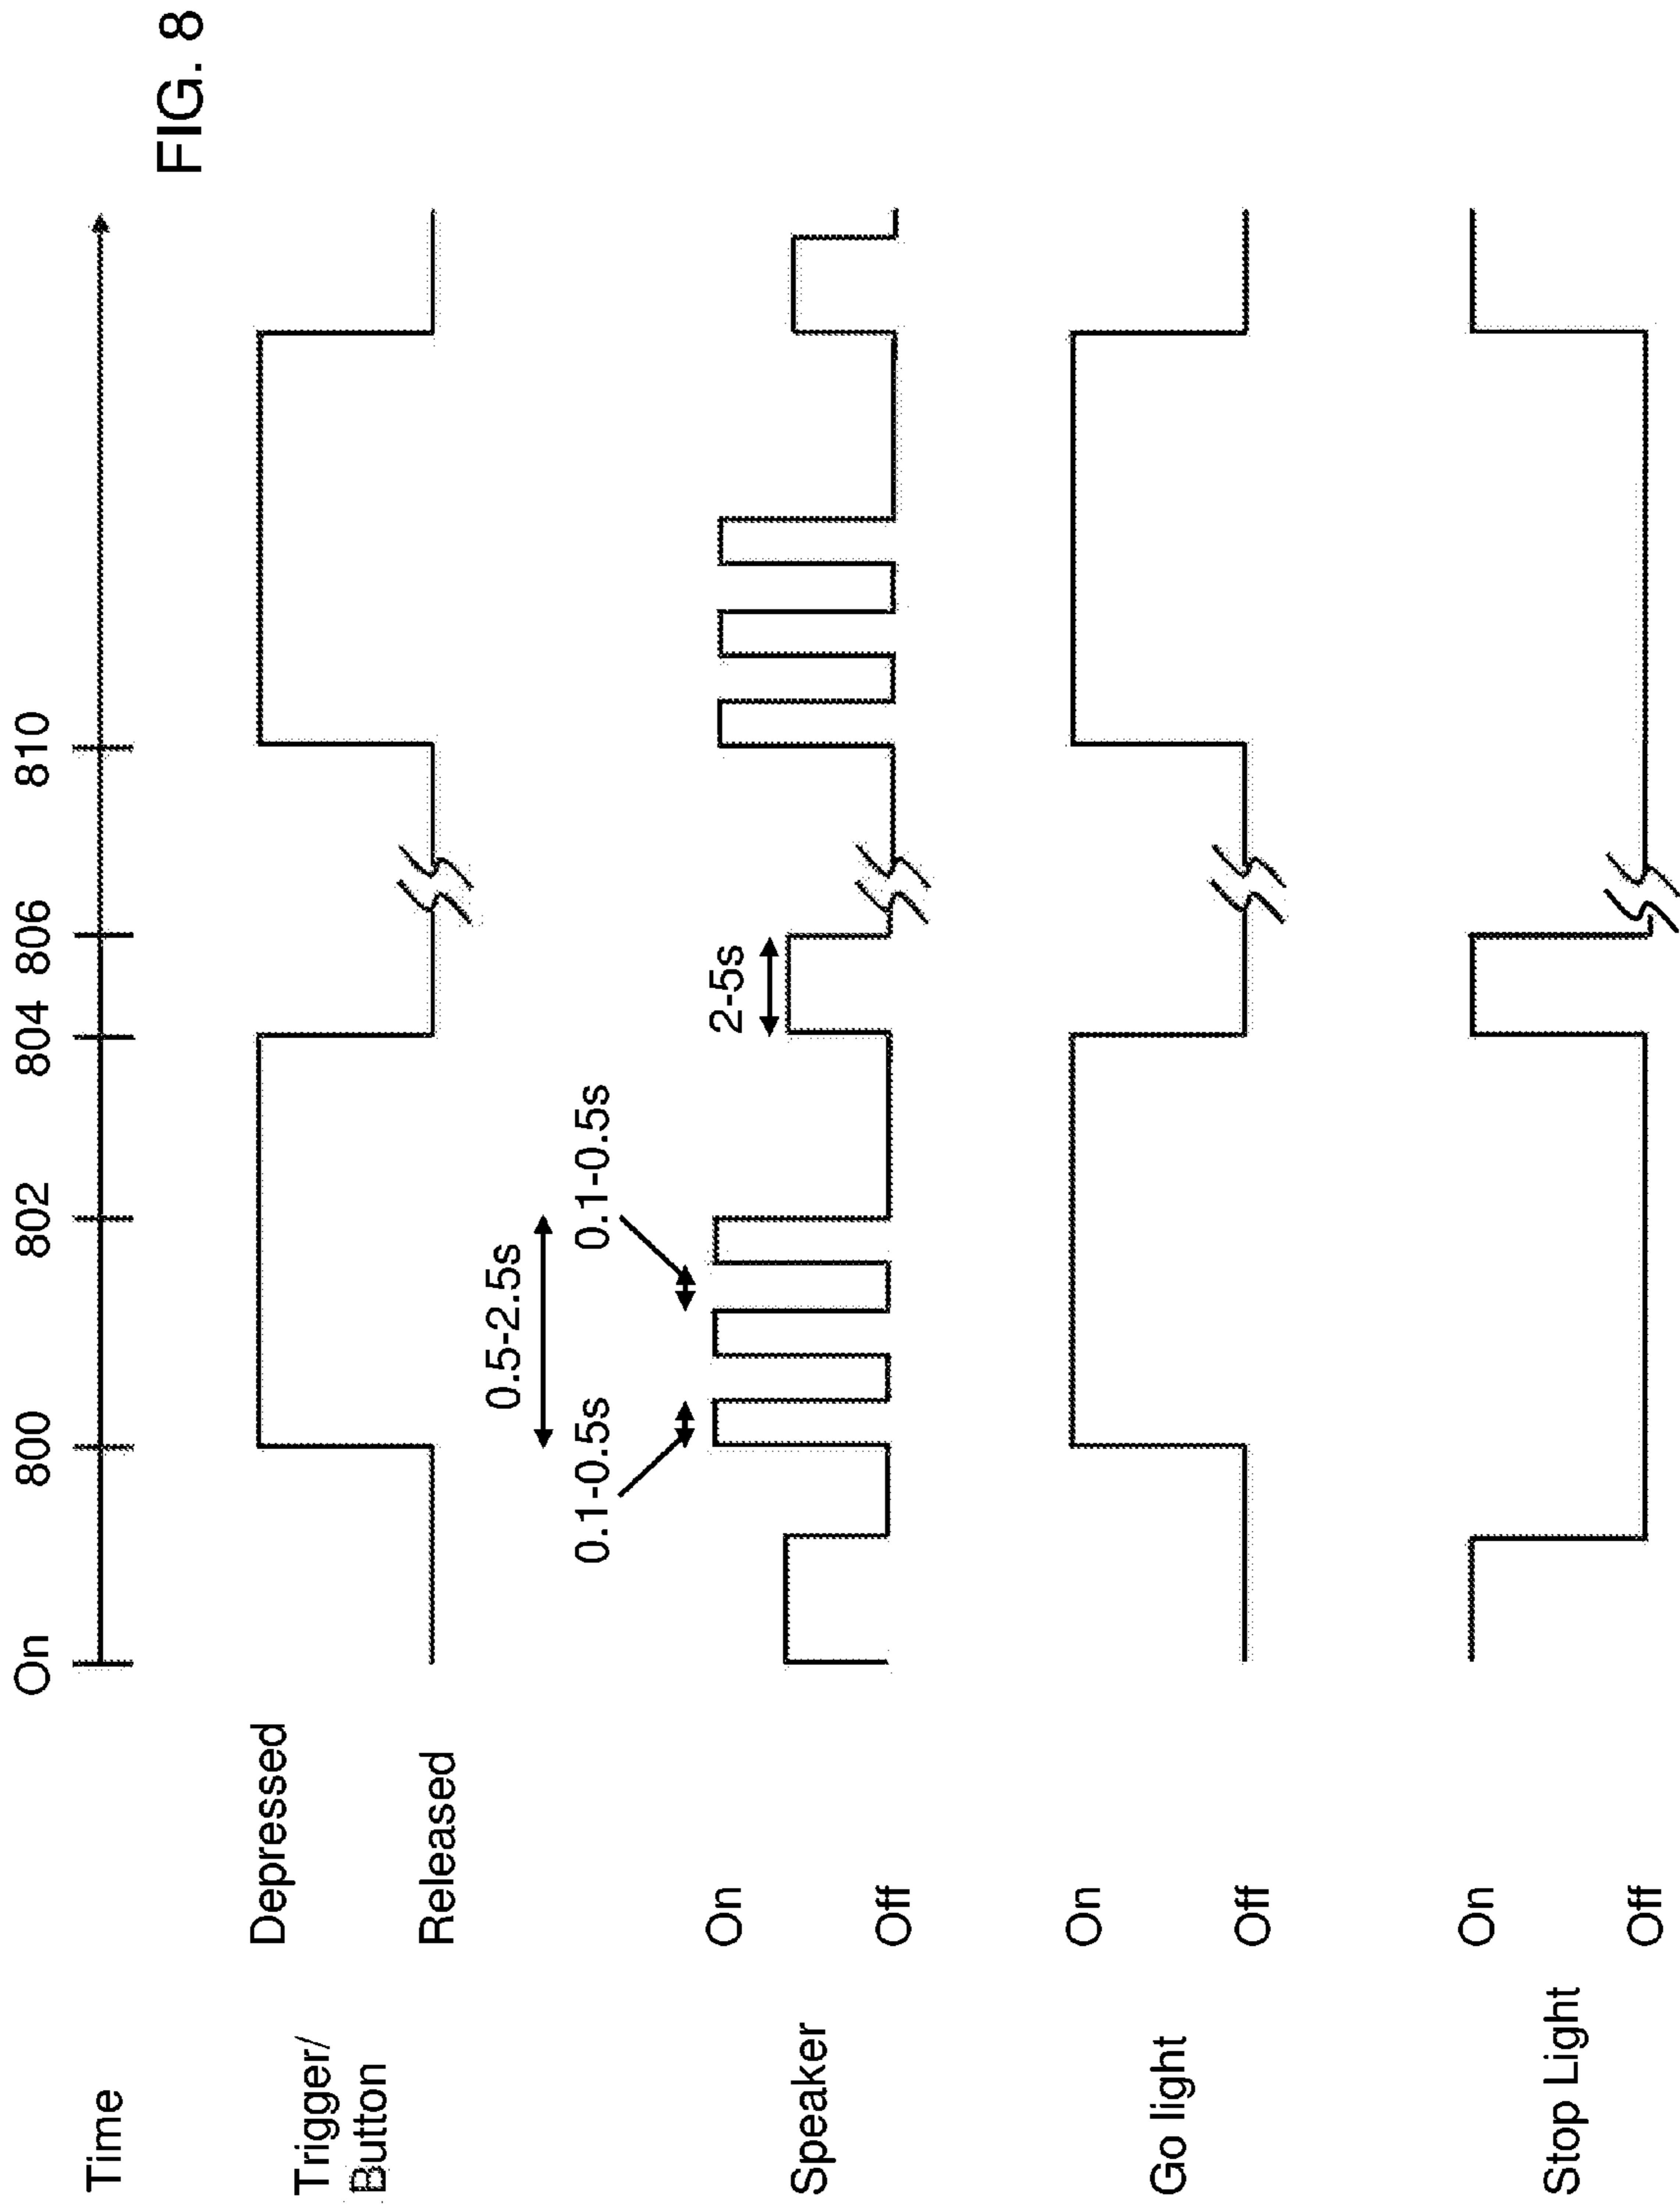 FIG. 8
On
800
802
804
806
810
Time
Trigger/
Button
Depressed
Released
0.5-2.5s
0.1-0.5s
0.1-0.5s
2-5s
Speaker
On
Off
Go light
On
Off
Stop Light
On
Off